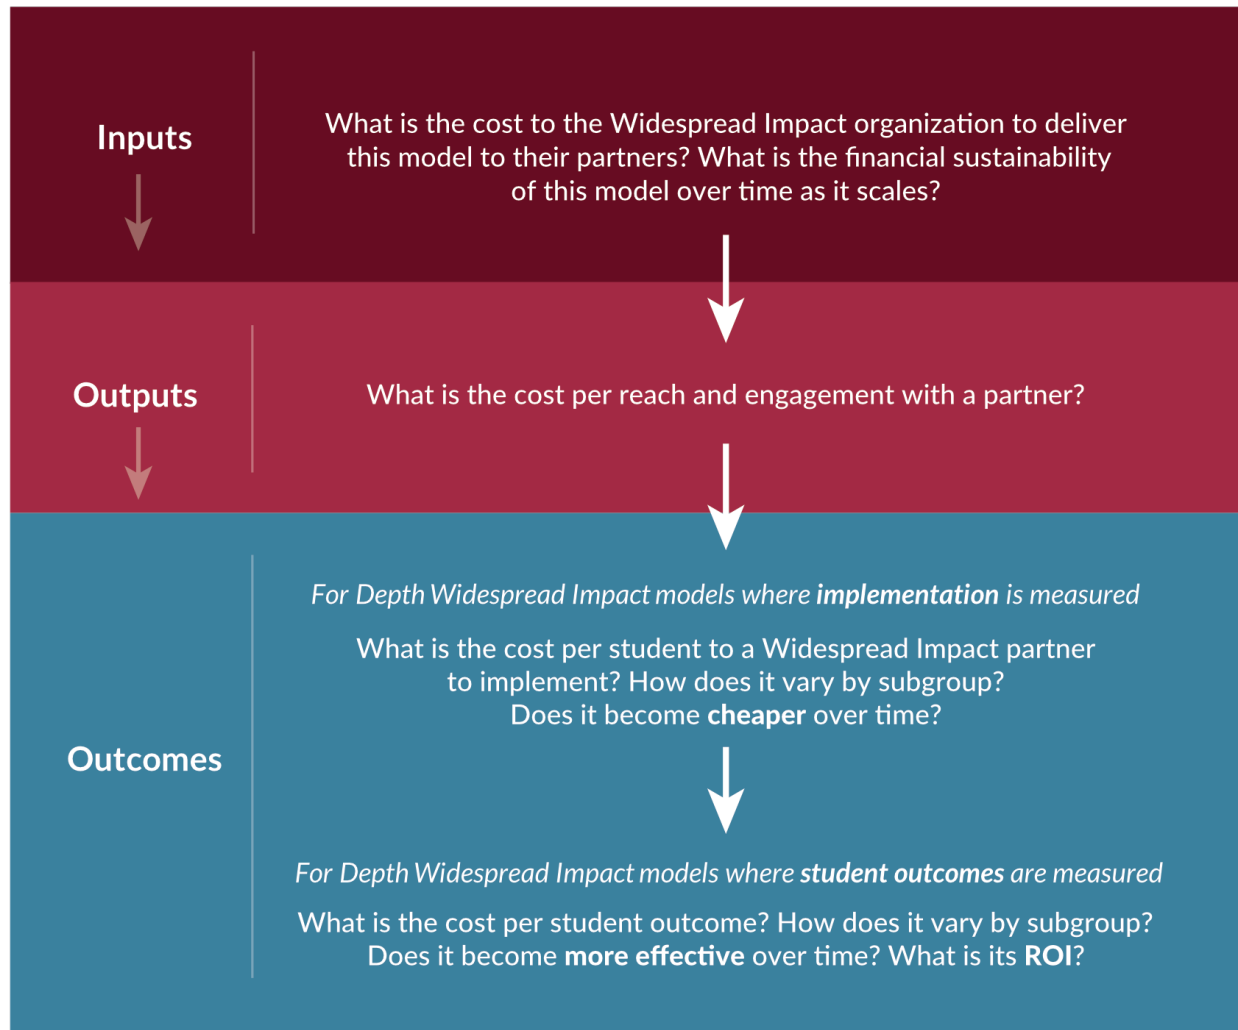 Inputs
What is the cost to the Widespread Impact organization to deliver
this model to their partners? What is the financial sustainability
of this model over time as it scales?
Outputs
What is the cost per reach and engagement with a partner?
Outcomes
For Depth Widespread Impact models where implementation is measured
What is the cost per student to a Widespread Impact partner
to implement? How does it vary by subgroup?
Does it become cheaper over time?
For Depth Widespread Impact models where student outcomes are measured
What is the cost per student outcome? How does it vary by subgroup?
Does it become more effective over time? What is its ROI?